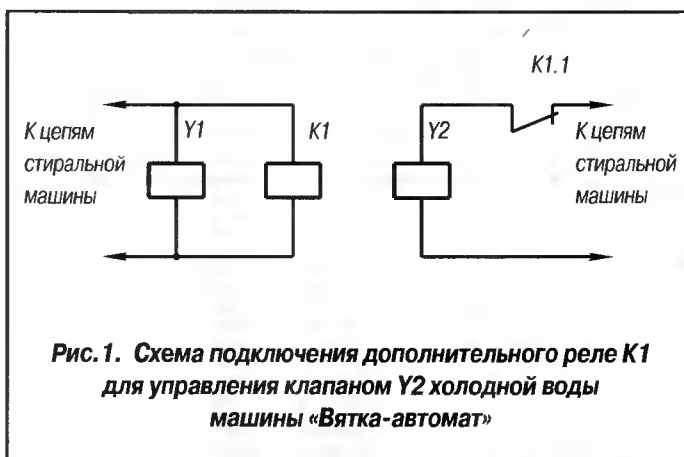 K1.1
К цепям
стиральной
машины
Y1
K1
Y2
К цепям
стиральной
машины
Рис. 1. Схема подключения дополнительного реле K1
для управления клапаном Y2 холодной воды
машины «Вятка-автомат»